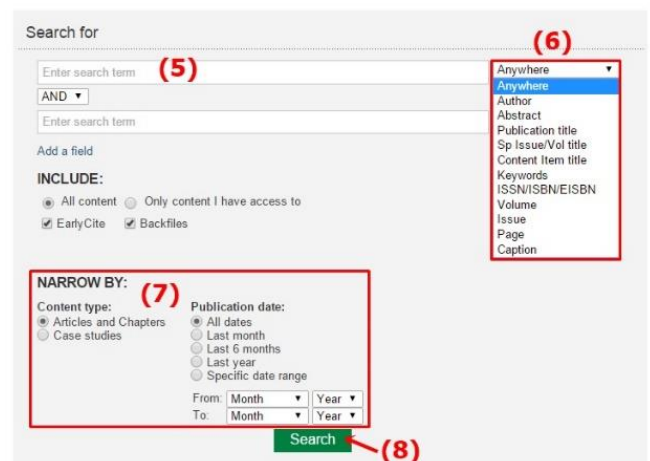 Search for
(6)
Enter search term (5) Anywhere
AND
Enter search term
Anywhere
Author
Abstract
Publication title
Sp Issue/Vol title
Content Item title
Keywords
ISSN/ISBN/EISBN
Volume
Issue
Page
Caption
Add a field
INCLUDE:
All content Only content I have access to
EarlyCite Backfiles
NARROW BY:
(7)
Content type: Publication date:
Articles and Chapters All dates
Case studies Last month
Last 6 months
Last year
Specific date range
From: Month Year
To: Month Year
Search (8)